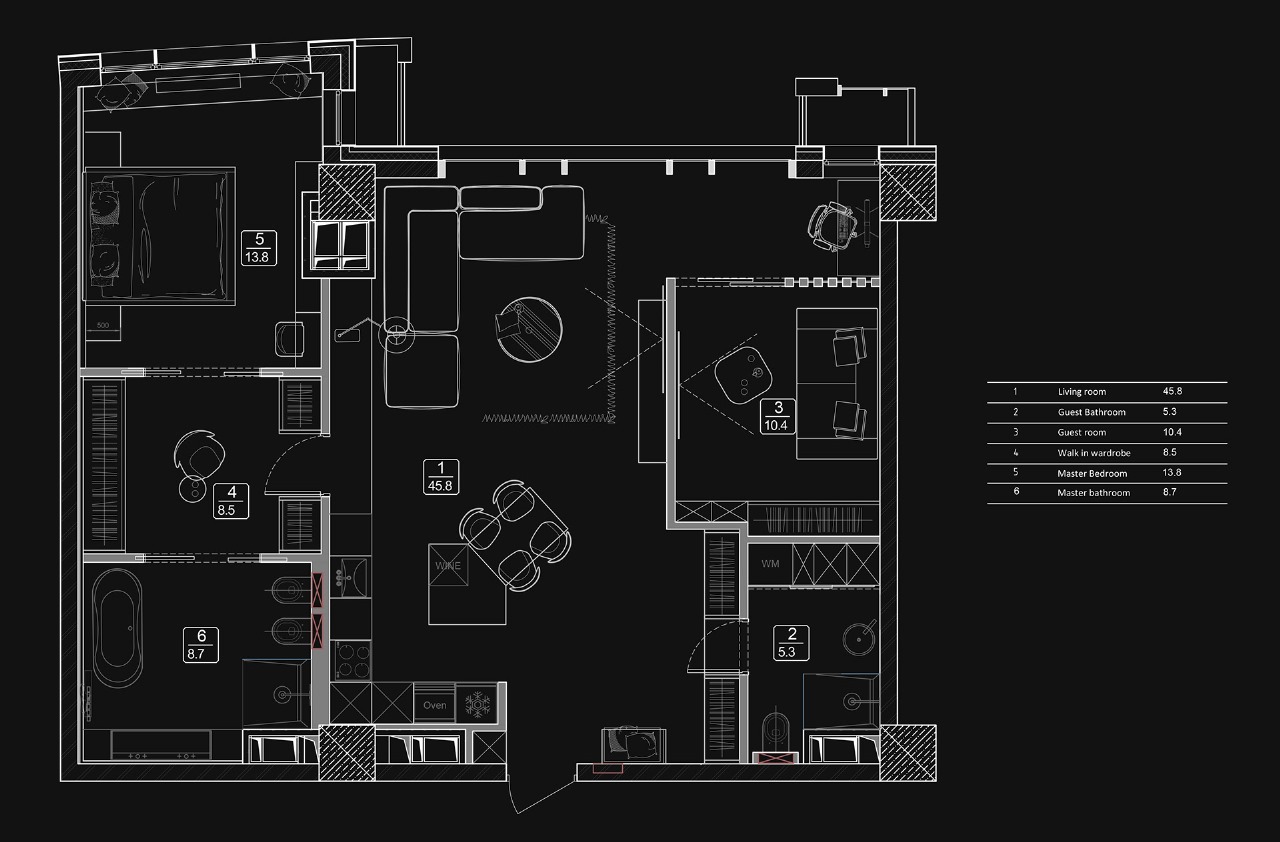 5
13.8
500
3
10.4
1
45.8
4
8.5
WINE
WM
6
8.7
2
5.3
Oven
1 Living room 45.8
2 Guest Bathroom 5.3
3 Guest room 10.4
4 Walk in wardrobe 8.5
5 Master Bedroom 13.8
6 Master bathroom 8.7